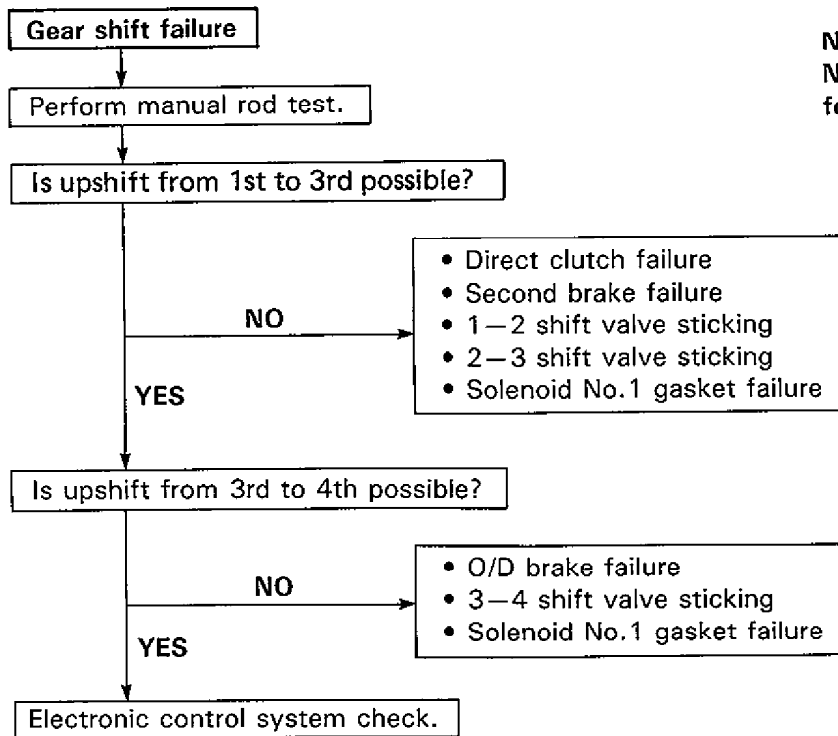 Gear shift failure
Perform manual rod test.
Is upshift from 1st to 3rd possible?
NO
• Direct clutch failure
• Second brake failure
• 1—2 shift valve sticking
• 2—3 shift valve sticking
• Solenoid No.1 gasket failure
YES
Is upshift from 3rd to 4th possible?
NO
• O/D brake failure
• 3—4 shift valve sticking
• Solenoid No.1 gasket failure
YES
Electronic control system check.